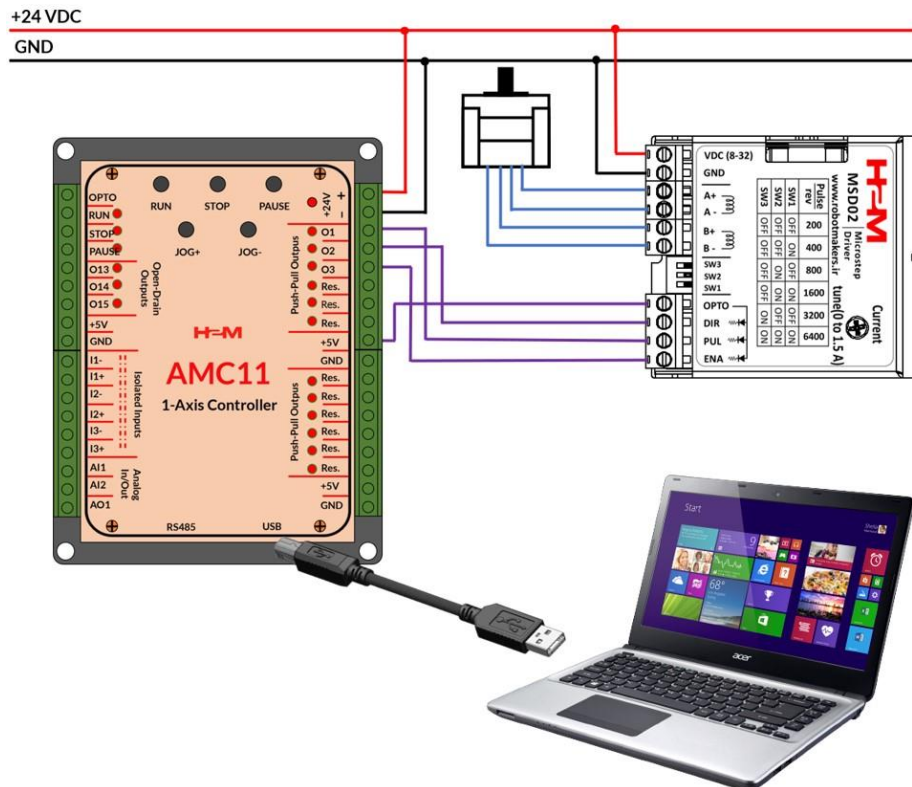 +24 VDC
GND
OPTO
RUN
STOP
PAUSE
O13
O14
O15
+5V
GND
Open-Drain
Outputs
I1-
I1+
I2-
I2+
I3-
I3+
Isolated Inputs
AI1
AI2
AO1
Analog
In/Out
RUN
STOP
PAUSE
JOG+
JOG-
AMC11
1-Axis Controller
RS485
USB
+24V
+
-
O1
O2
O3
Res.
Res.
Res.
Push-Pull Outpus
+5V
GND
Res.
Res.
Res.
Res.
Res.
Res.
Push-Pull Outpus
+5V
GND
VDC (8-32)
GND
A+
A -
B+
B -
SW3
SW2
SW1
OPTO
DIR
PUL
ENA
MSD02
Microstep
Driver
www.robotmakers.ir
Current
tune(0 to 1.5 A)
SW3 SW2 SW1 Pulse rev
OFF OFF OFF 200
OFF OFF ON 400
OFF ON OFF 800
OFF ON ON 1600
ON OFF OFF 3200
ON OFF ON 6400
Start
9
68°
acer